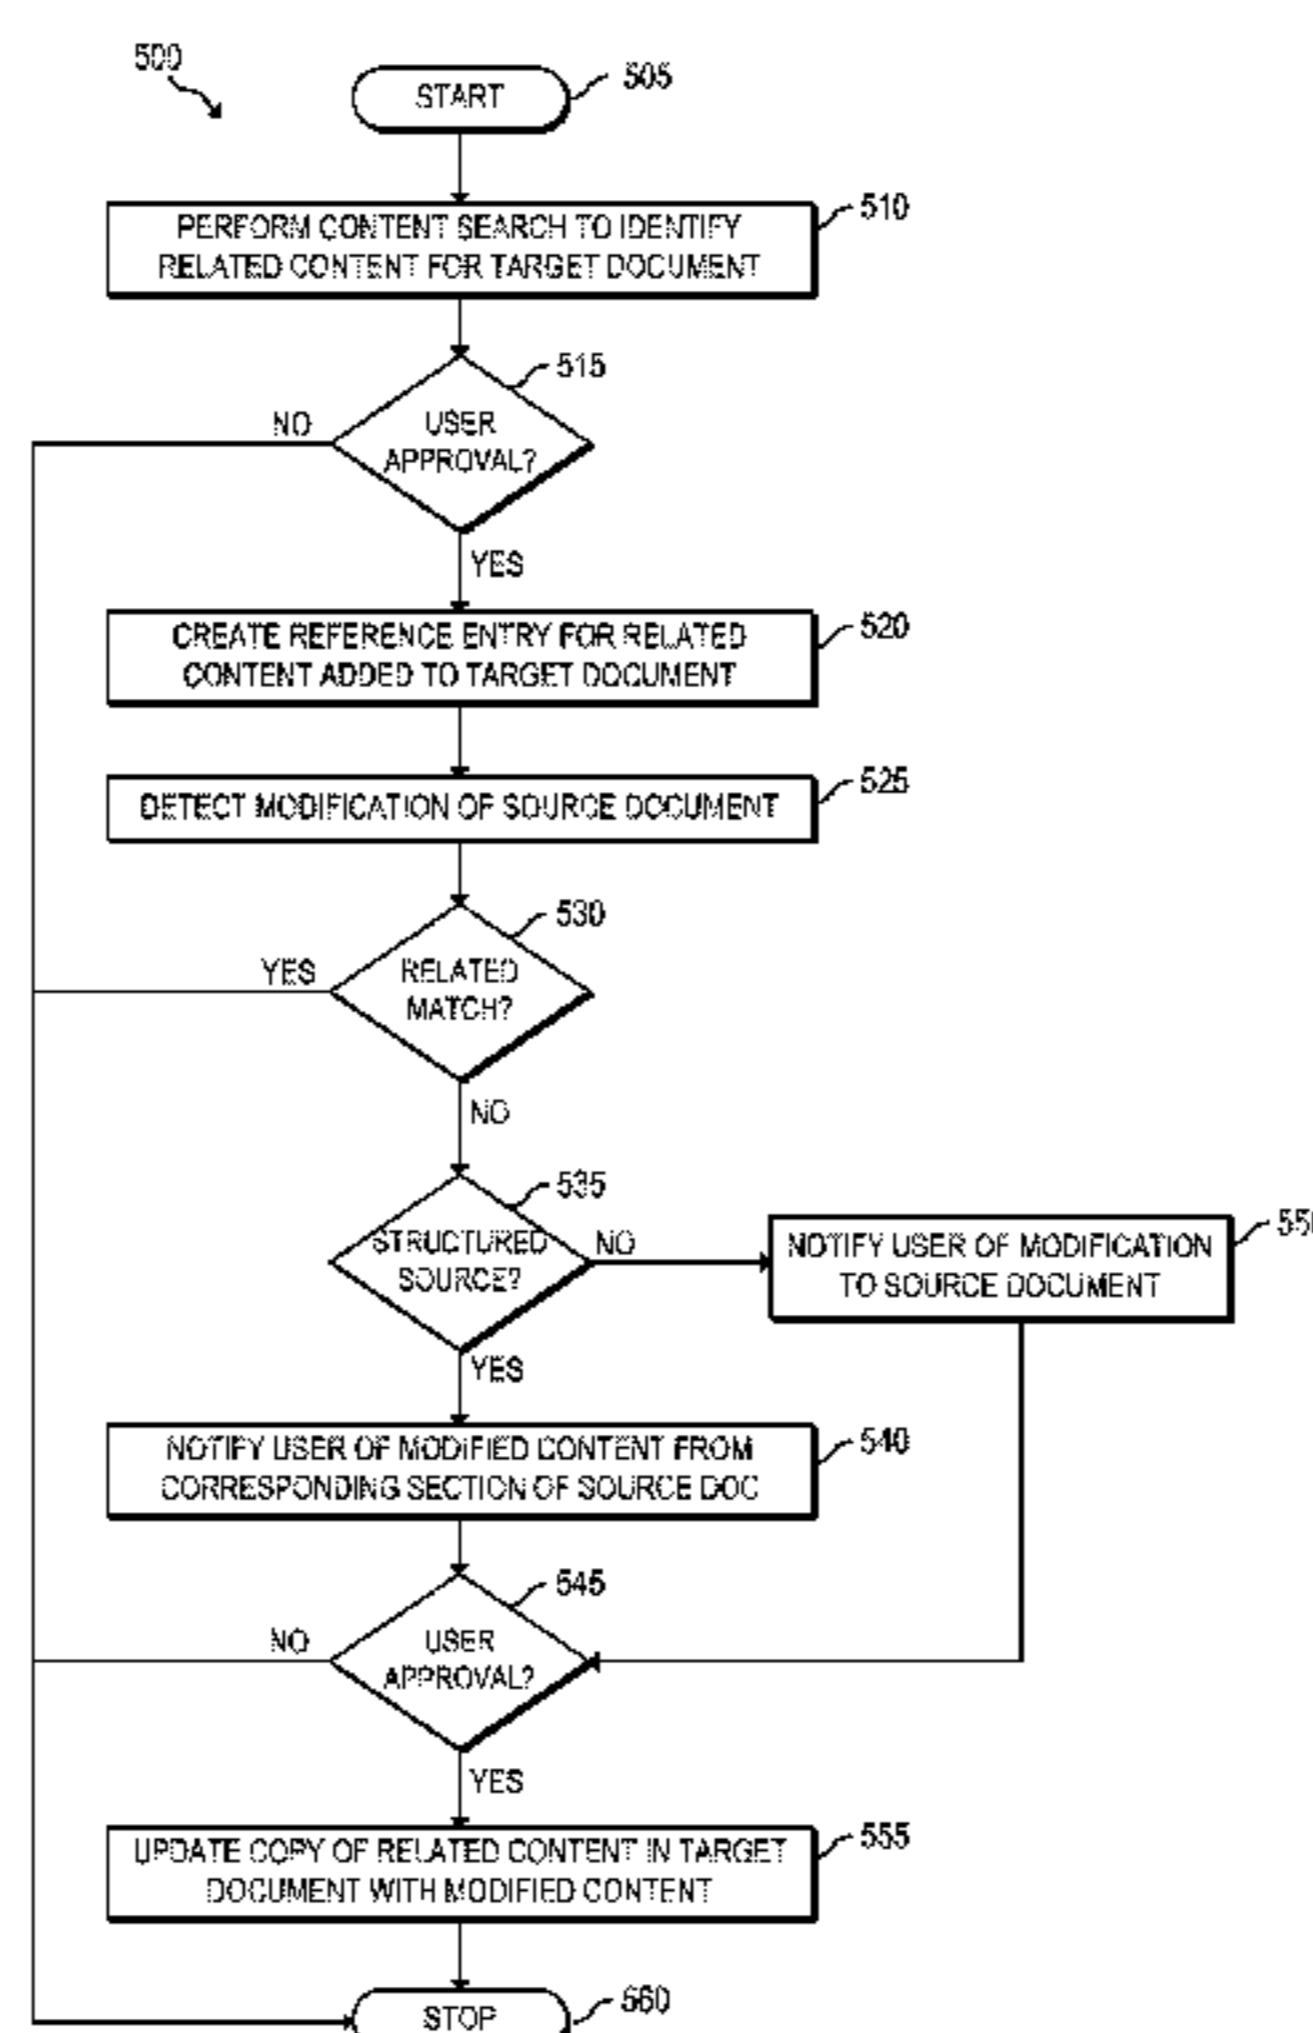 500
START
505
PERFORM CONTENT SEARCH TO IDENTIFY
RELATED CONTENT FOR TARGET DOCUMENT
510
515
NO
USER
APPROVAL?
YES
CREATE REFERENCE ENTRY FOR RELATED
CONTENT ADDED TO TARGET DOCUMENT
520
DETECT MODIFICATION OF SOURCE DOCUMENT
525
530
YES
RELATED
MATCH?
NO
535
STRUCTURED
SOURCE?
NO
NOTIFY USER OF MODIFICATION
TO SOURCE DOCUMENT
YES
NOTIFY USER OF MODIFIED CONTENT FROM
CORRESPONDING SECTION OF SOURCE DOC
540
545
NO
USER
APPROVAL?
YES
UPDATE COPY OF RELATED CONTENT IN TARGET
DOCUMENT WITH MODIFIED CONTENT
555
STOP
560